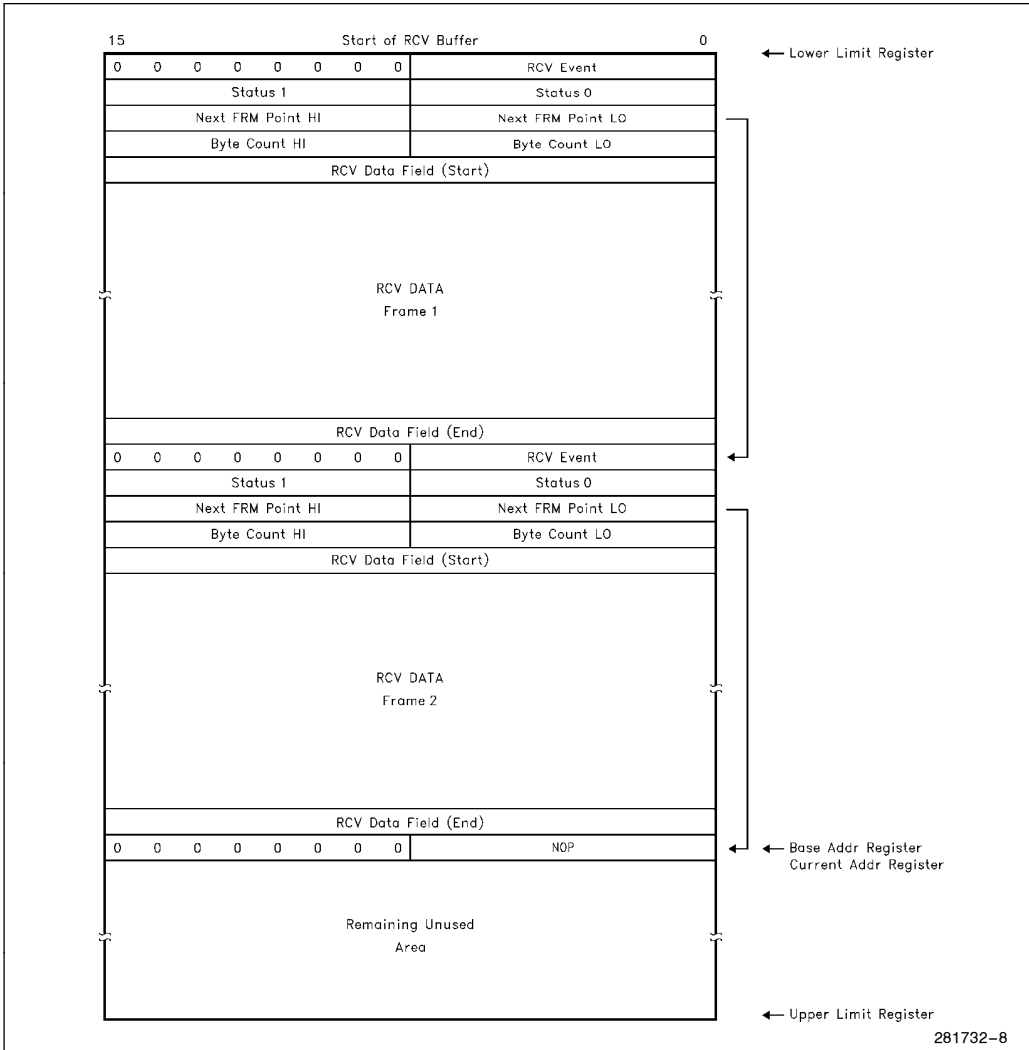 15 Start of RCV Buffer 0
← Lower Limit Register
0 0 0 0 0 0 0 0 RCV Event
Status 1 Status 0
Next FRM Point HI Next FRM Point LO
Byte Count HI Byte Count LO
RCV Data Field (Start)
RCV DATA
Frame 1
RCV Data Field (End)
0 0 0 0 0 0 0 0 RCV Event
Status 1 Status 0
Next FRM Point HI Next FRM Point LO
Byte Count HI Byte Count LO
RCV Data Field (Start)
RCV DATA
Frame 2
RCV Data Field (End)
0 0 0 0 0 0 0 0 NOP
Base Addr Register
Current Addr Register
Remaining Unused
Area
Upper Limit Register
281732–8